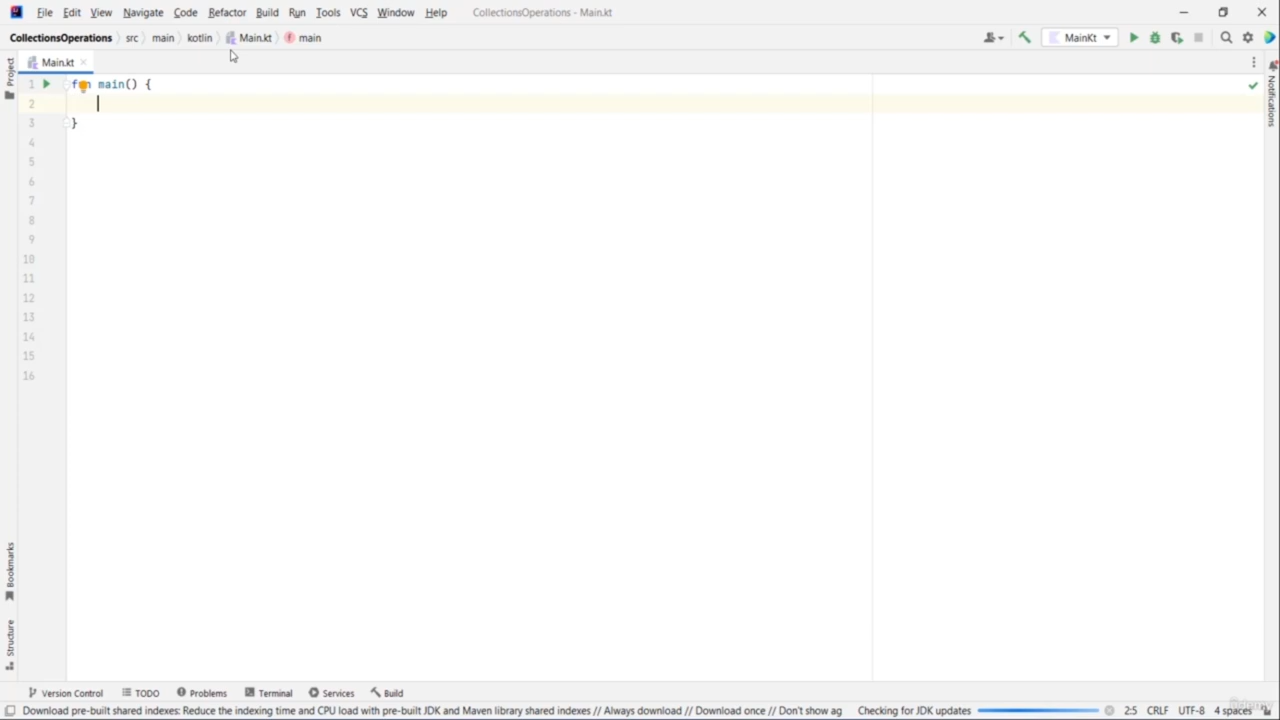 File Edit View Navigate Code Refactor Build Run Tools VCS Window Help CollectionsOperations - Main.kt
CollectionsOperations src main kotlin Main.kt main MainKt
Project
Main.kt
Notifications
1 fun main() {
2
3 }
4
5
6
7
8
9
10
11
12
13
14
15
16
Bookmarks
Structure
Version Control TODO Problems Terminal Services Build
Download pre-built shared indexes: Reduce the indexing time and CPU load with pre-built JDK and Maven library shared indexes // Always download // Download once // Don't show ag Checking for JDK updates 2:5 CRLF UTF-8 4 spaces